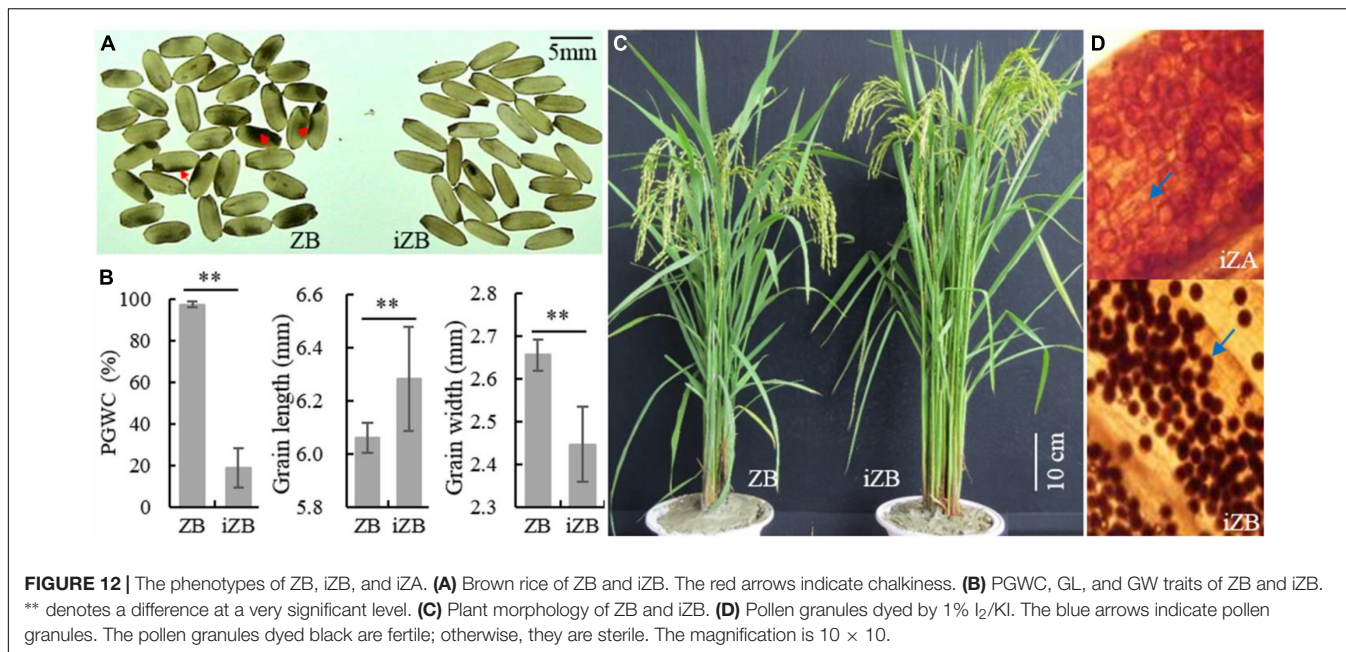 A
5mm
ZB
iZB
B
**
100
80
60
40
20
0
PGWC (%)
ZB
iZB
**
6.6
6.4
6.2
6.0
5.8
Grain length (mm)
ZB
iZB
**
2.8
2.7
2.6
2.5
2.4
2.3
Grain width (mm)
ZB
iZB
C
ZB
iZB
10 cm
D
iZA
iZB
FIGURE 12 | The phenotypes of ZB, iZB, and iZA. (A) Brown rice of ZB and iZB. The red arrows indicate chalkiness. (B) PGWC, GL, and GW traits of ZB and iZB.
** denotes a difference at a very significant level. (C) Plant morphology of ZB and iZB. (D) Pollen granules dyed by 1% I₂/KI. The blue arrows indicate pollen
granules. The pollen granules dyed black are fertile; otherwise, they are sterile. The magnification is 10 × 10.